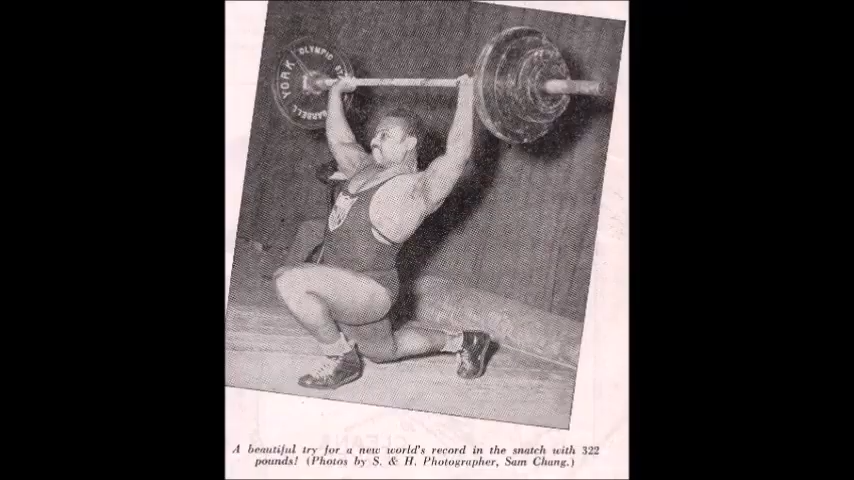 YORK
OLYMPIC ST
BARBELL
A beautiful try for a new world's record in the snatch with 322
pounds! (Photos by S. & H. Photographer, Sam Chang.)